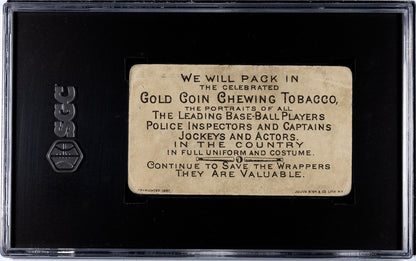 SGC
WE WILL PACK IN
THE CELEBRATED
GOLD COIN CHEWING TOBACCO,
THE PORTRAITS OF ALL
THE LEADING BASE-BALL PLAYERS
POLICE INSPECTORS AND CAPTAINS
JOCKEYS AND ACTORS.
IN THE COUNTRY
IN FULL UNIFORM AND COSTUME.
CONTINUE TO SAVE THE WRAPPERS
THEY ARE VALUABLE.